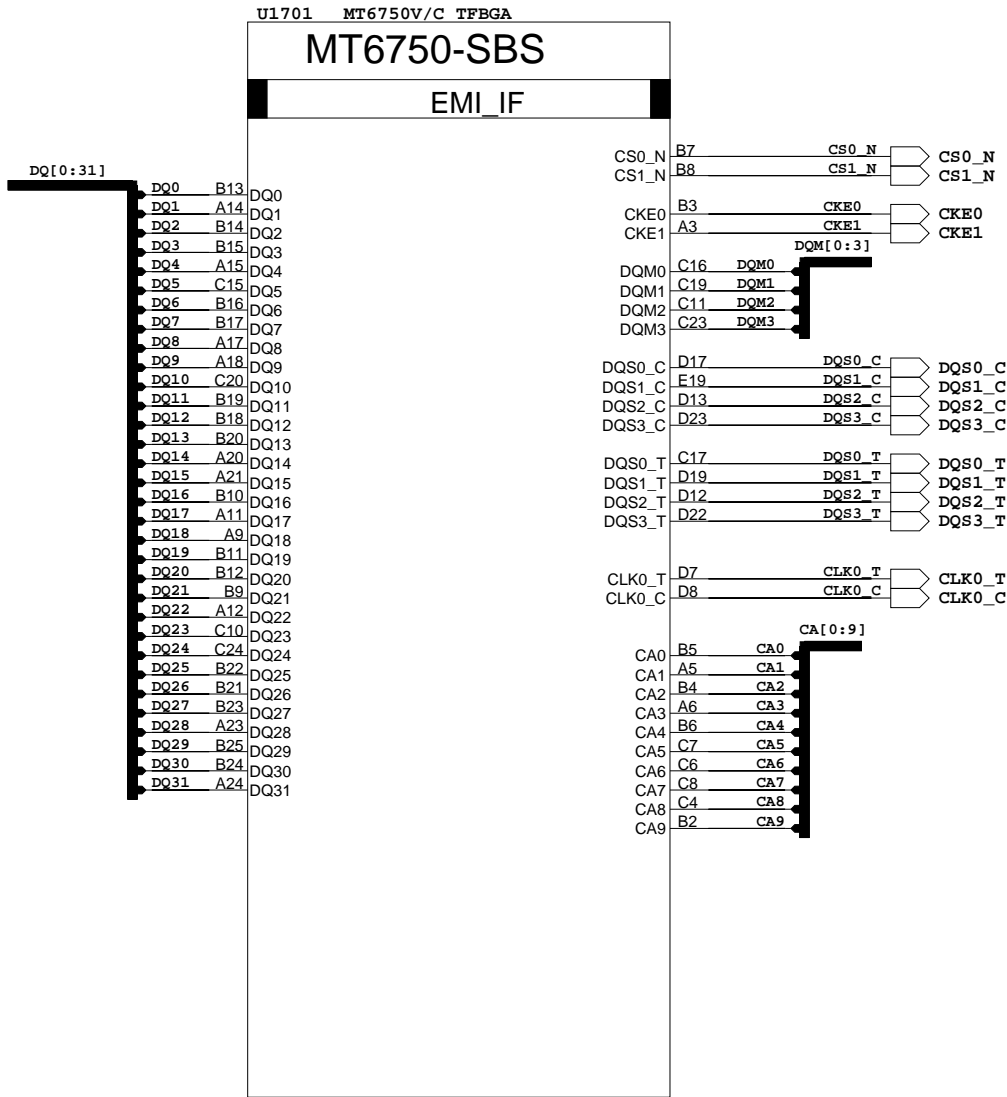 U1701 MT6750V/C TFBGA
MT6750-SBS
EMI_IF
DQ[0:31]
DQ0 B13 DQ0
DQ1 A14 DQ1
DQ2 B14 DQ2
DQ3 B15 DQ3
DQ4 A15 DQ4
DQ5 C15 DQ5
DQ6 B16 DQ6
DQ7 B17 DQ7
DQ8 A17 DQ8
DQ9 A18 DQ9
DQ10 C20 DQ10
DQ11 B19 DQ11
DQ12 B18 DQ12
DQ13 B20 DQ13
DQ14 A20 DQ14
DQ15 A21 DQ15
DQ16 B10 DQ16
DQ17 A11 DQ17
DQ18 A9 DQ18
DQ19 B11 DQ19
DQ20 B12 DQ20
DQ21 B9 DQ21
DQ22 A12 DQ22
DQ23 C10 DQ23
DQ24 C24 DQ24
DQ25 B22 DQ25
DQ26 B21 DQ26
DQ27 B23 DQ27
DQ28 A23 DQ28
DQ29 B25 DQ29
DQ30 B24 DQ30
DQ31 A24 DQ31
CS0_N B7 CS0_N CS0_N
CS1_N B8 CS1_N CS1_N
CKE0 B3 CKE0 CKE0
CKE1 A3 CKE1 CKE1
DQM[0:3]
DQM0 C16 DQM0
DQM1 C19 DQM1
DQM2 C11 DQM2
DQM3 C23 DQM3
DQS0_C D17 DQS0_C DQS0_C
DQS1_C E19 DQS1_C DQS1_C
DQS2_C D13 DQS2_C DQS2_C
DQS3_C D23 DQS3_C DQS3_C
DQS0_T C17 DQS0_T DQS0_T
DQS1_T D19 DQS1_T DQS1_T
DQS2_T D12 DQS2_T DQS2_T
DQS3_T D22 DQS3_T DQS3_T
CLK0_T D7 CLK0_T CLK0_T
CLK0_C D8 CLK0_C CLK0_C
CA[0:9]
CA0 B5 CA0
CA1 A5 CA1
CA2 B4 CA2
CA3 A6 CA3
CA4 B6 CA4
CA5 C7 CA5
CA6 C6 CA6
CA7 C8 CA7
CA8 C4 CA8
CA9 B2 CA9